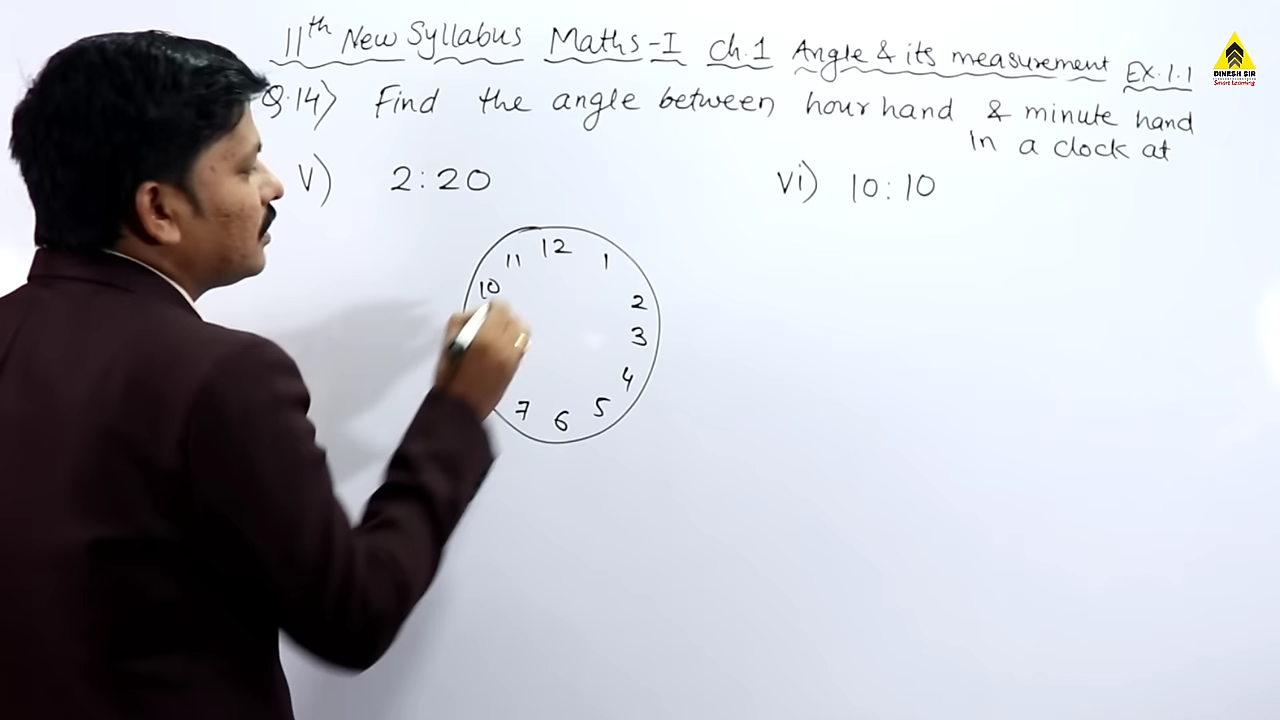 11th New Syllabus Maths-I Ch.1 Angle & its measurement Ex.1.1
Q.14) Find the angle between hour hand & minute hand
in a clock at
V) 2:20
Vi) 10:10
12
11 1
10 2
3
4
7 6 5
DINESH SIR
Smart Learning